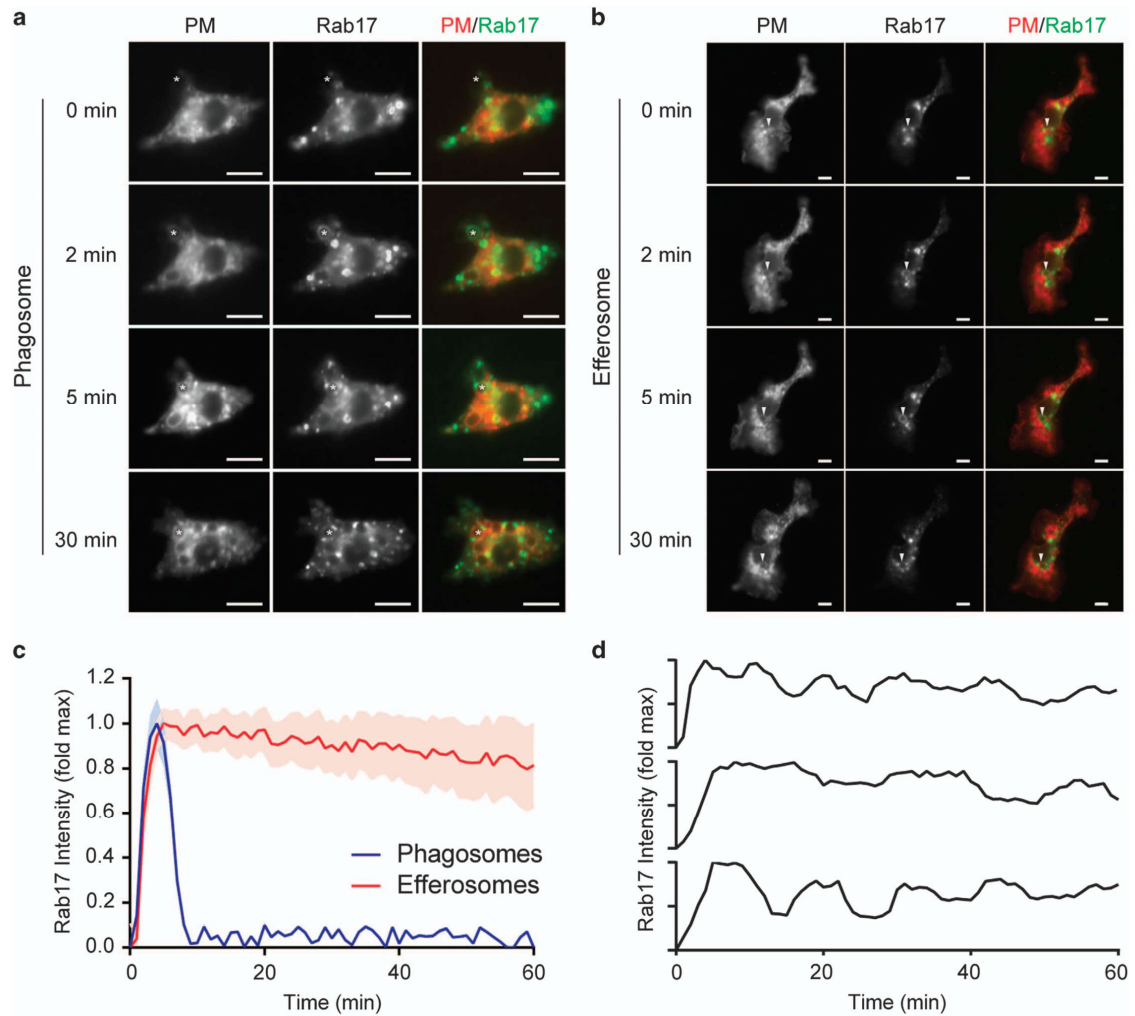 a
PM
Rab17
PM/Rab17
Phagosome
0 min
2 min
5 min
30 min
b
PM
Rab17
PM/Rab17
Efferosome
0 min
2 min
5 min
30 min
c
Rab17 Intensity (fold max)
1.2
1.0
0.8
0.6
0.4
0.2
0.0
Phagosomes
Efferosomes
0
20
40
60
Time (min)
d
Rab17 Intensity (fold max)
0
20
40
60
Time (min)